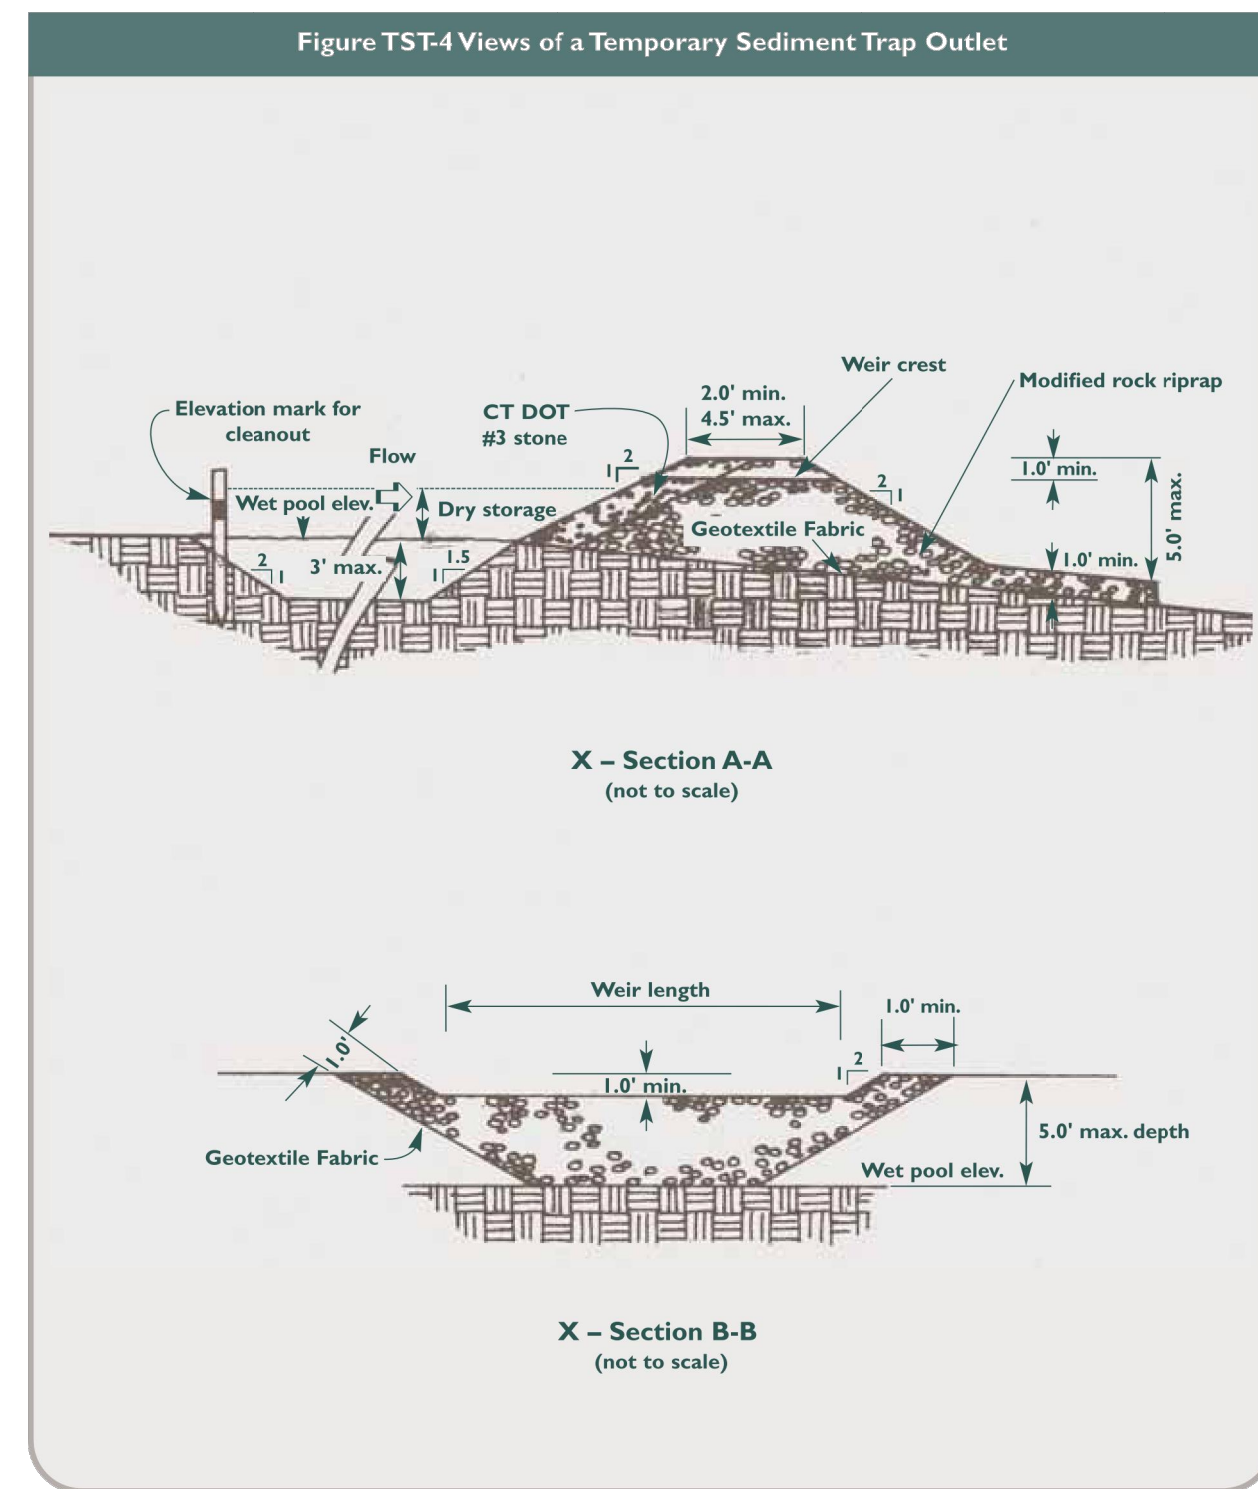 Figure TST-4 Views of a Temporary Sediment Trap Outlet
Weir crest
2.0' min.
4.5' max.
Modified rock riprap
Elevation mark for
cleanout
CT DOT
#3 stone
Flow
2
1
1.0' min.
2
1
Wet pool elev.
Dry storage
Geotextile Fabric
5.0' max.
2
1
3' max.
1.5
1
1.0' min.
X – Section A-A
(not to scale)
Weir length
1.0' min.
1.0'
2
1
1.0' min.
5.0' max. depth
Geotextile Fabric
Wet pool elev.
X – Section B-B
(not to scale)